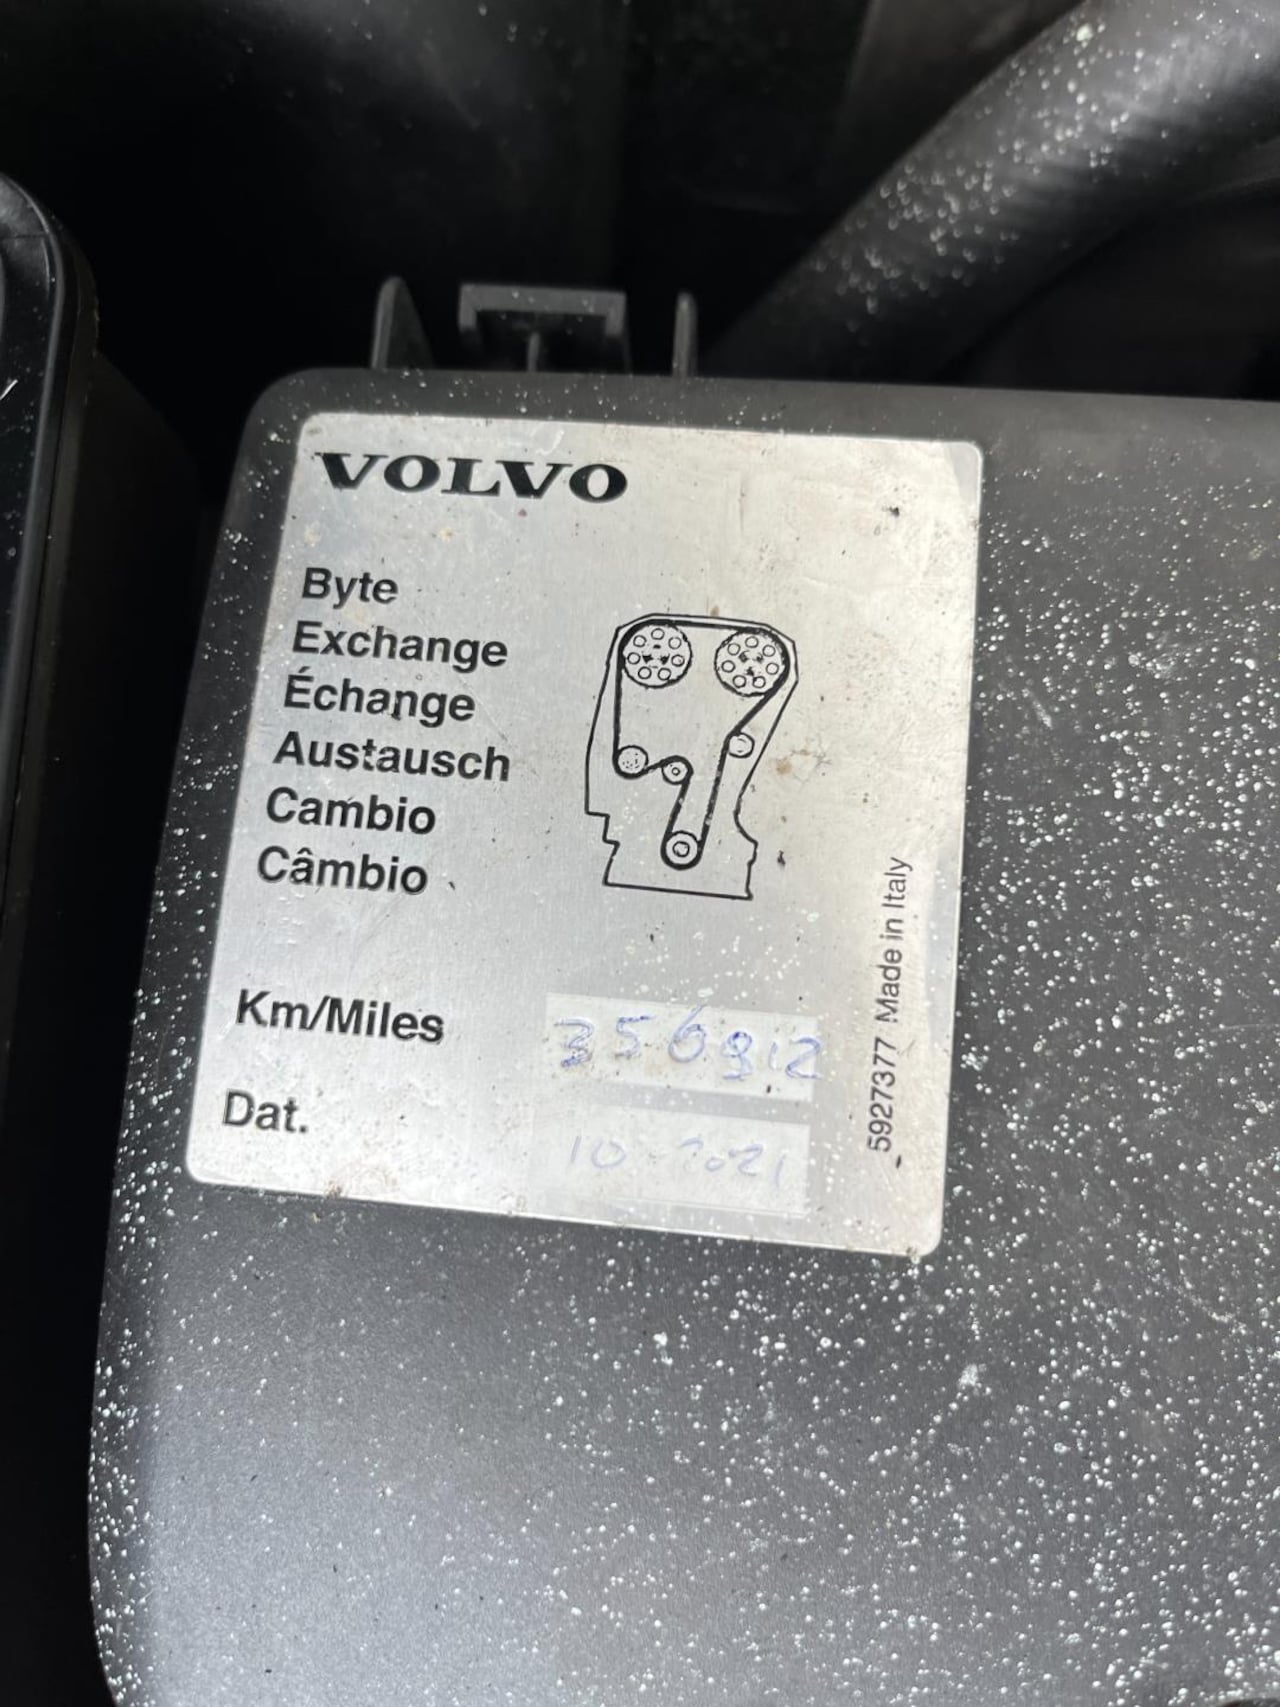 VOLVO
Byte
Exchange
Échange
Austausch
Cambio
Câmbio
Km/Miles 356912
Dat. 10-2021
5927377 Made in Italy